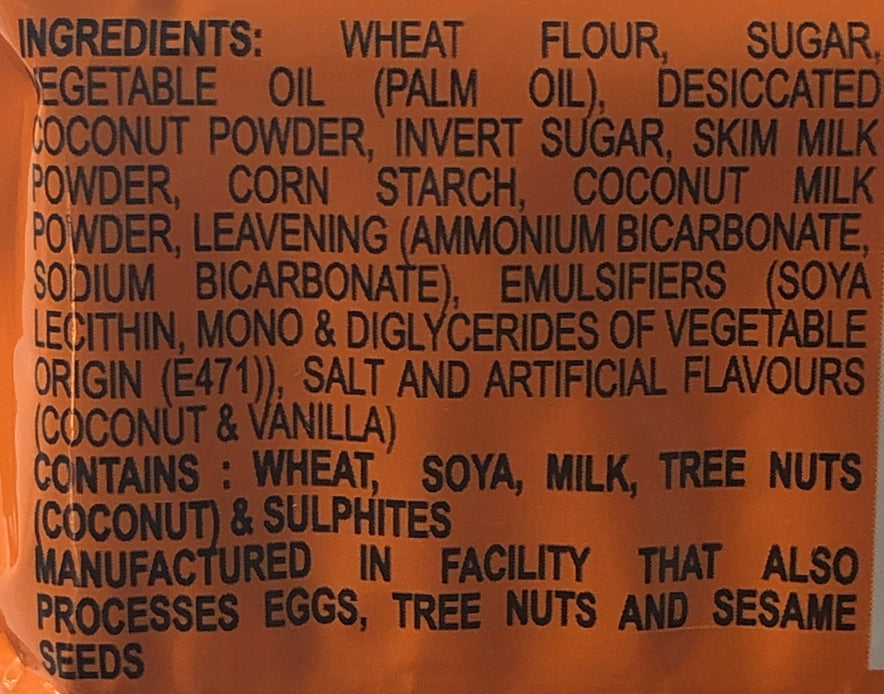 INGREDIENTS: WHEAT FLOUR, SUGAR,
VEGETABLE OIL (PALM OIL), DESICCATED
COCONUT POWDER, INVERT SUGAR, SKIM MILK
POWDER, CORN STARCH, COCONUT MILK
POWDER, LEAVENING (AMMONIUM BICARBONATE,
SODIUM BICARBONATE), EMULSIFIERS (SOYA
LECITHIN, MONO & DIGLYCERIDES OF VEGETABLE
ORIGIN (E471)), SALT AND ARTIFICIAL FLAVOURS
(COCONUT & VANILLA)
CONTAINS : WHEAT, SOYA, MILK, TREE NUTS
(COCONUT) & SULPHITES
MANUFACTURED IN FACILITY THAT ALSO
PROCESSES EGGS, TREE NUTS AND SESAME
SEEDS